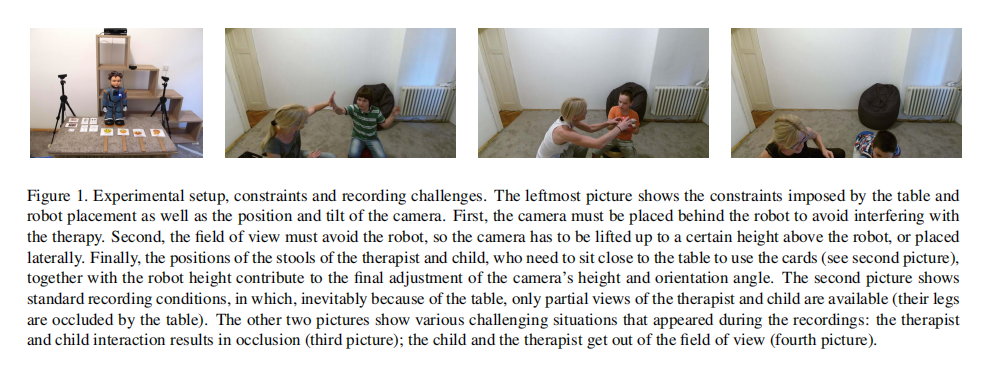 Figure 1. Experimental setup, constraints and recording challenges. The leftmost picture shows the constraints imposed by the table and
robot placement as well as the position and tilt of the camera. First, the camera must be placed behind the robot to avoid interfering with
the therapy. Second, the field of view must avoid the robot, so the camera has to be lifted up to a certain height above the robot, or placed
laterally. Finally, the positions of the stools of the therapist and child, who need to sit close to the table to use the cards (see second picture),
together with the robot height contribute to the final adjustment of the camera's height and orientation angle. The second picture shows
standard recording conditions, in which, inevitably because of the table, only partial views of the therapist and child are available (their legs
are occluded by the table). The other two pictures show various challenging situations that appeared during the recordings: the therapist
and child interaction results in occlusion (third picture); the child and the therapist get out of the field of view (fourth picture).